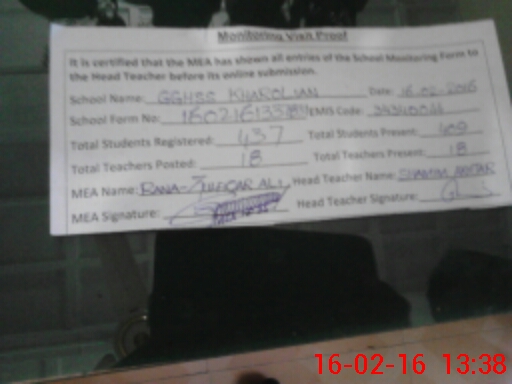 Monitoring Visit Proof
It is certified that the MEA has shown all entries of the School Monitoring Form to
the Head Teacher before its online submission.
School Name: GGHSS KHAROLIAN Date: 16-02-2016
School Form No: EMIS Code:
Total Students Registered: 437 Total Students Present: 409
Total Teachers Posted: 18 Total Teachers Present: 18
MEA Name: RANA ZULFIQAR ALI Head Teacher Name: SHAMIM AKHTAR
MEA Signature: Head Teacher Signature:
16-02-16 13:38